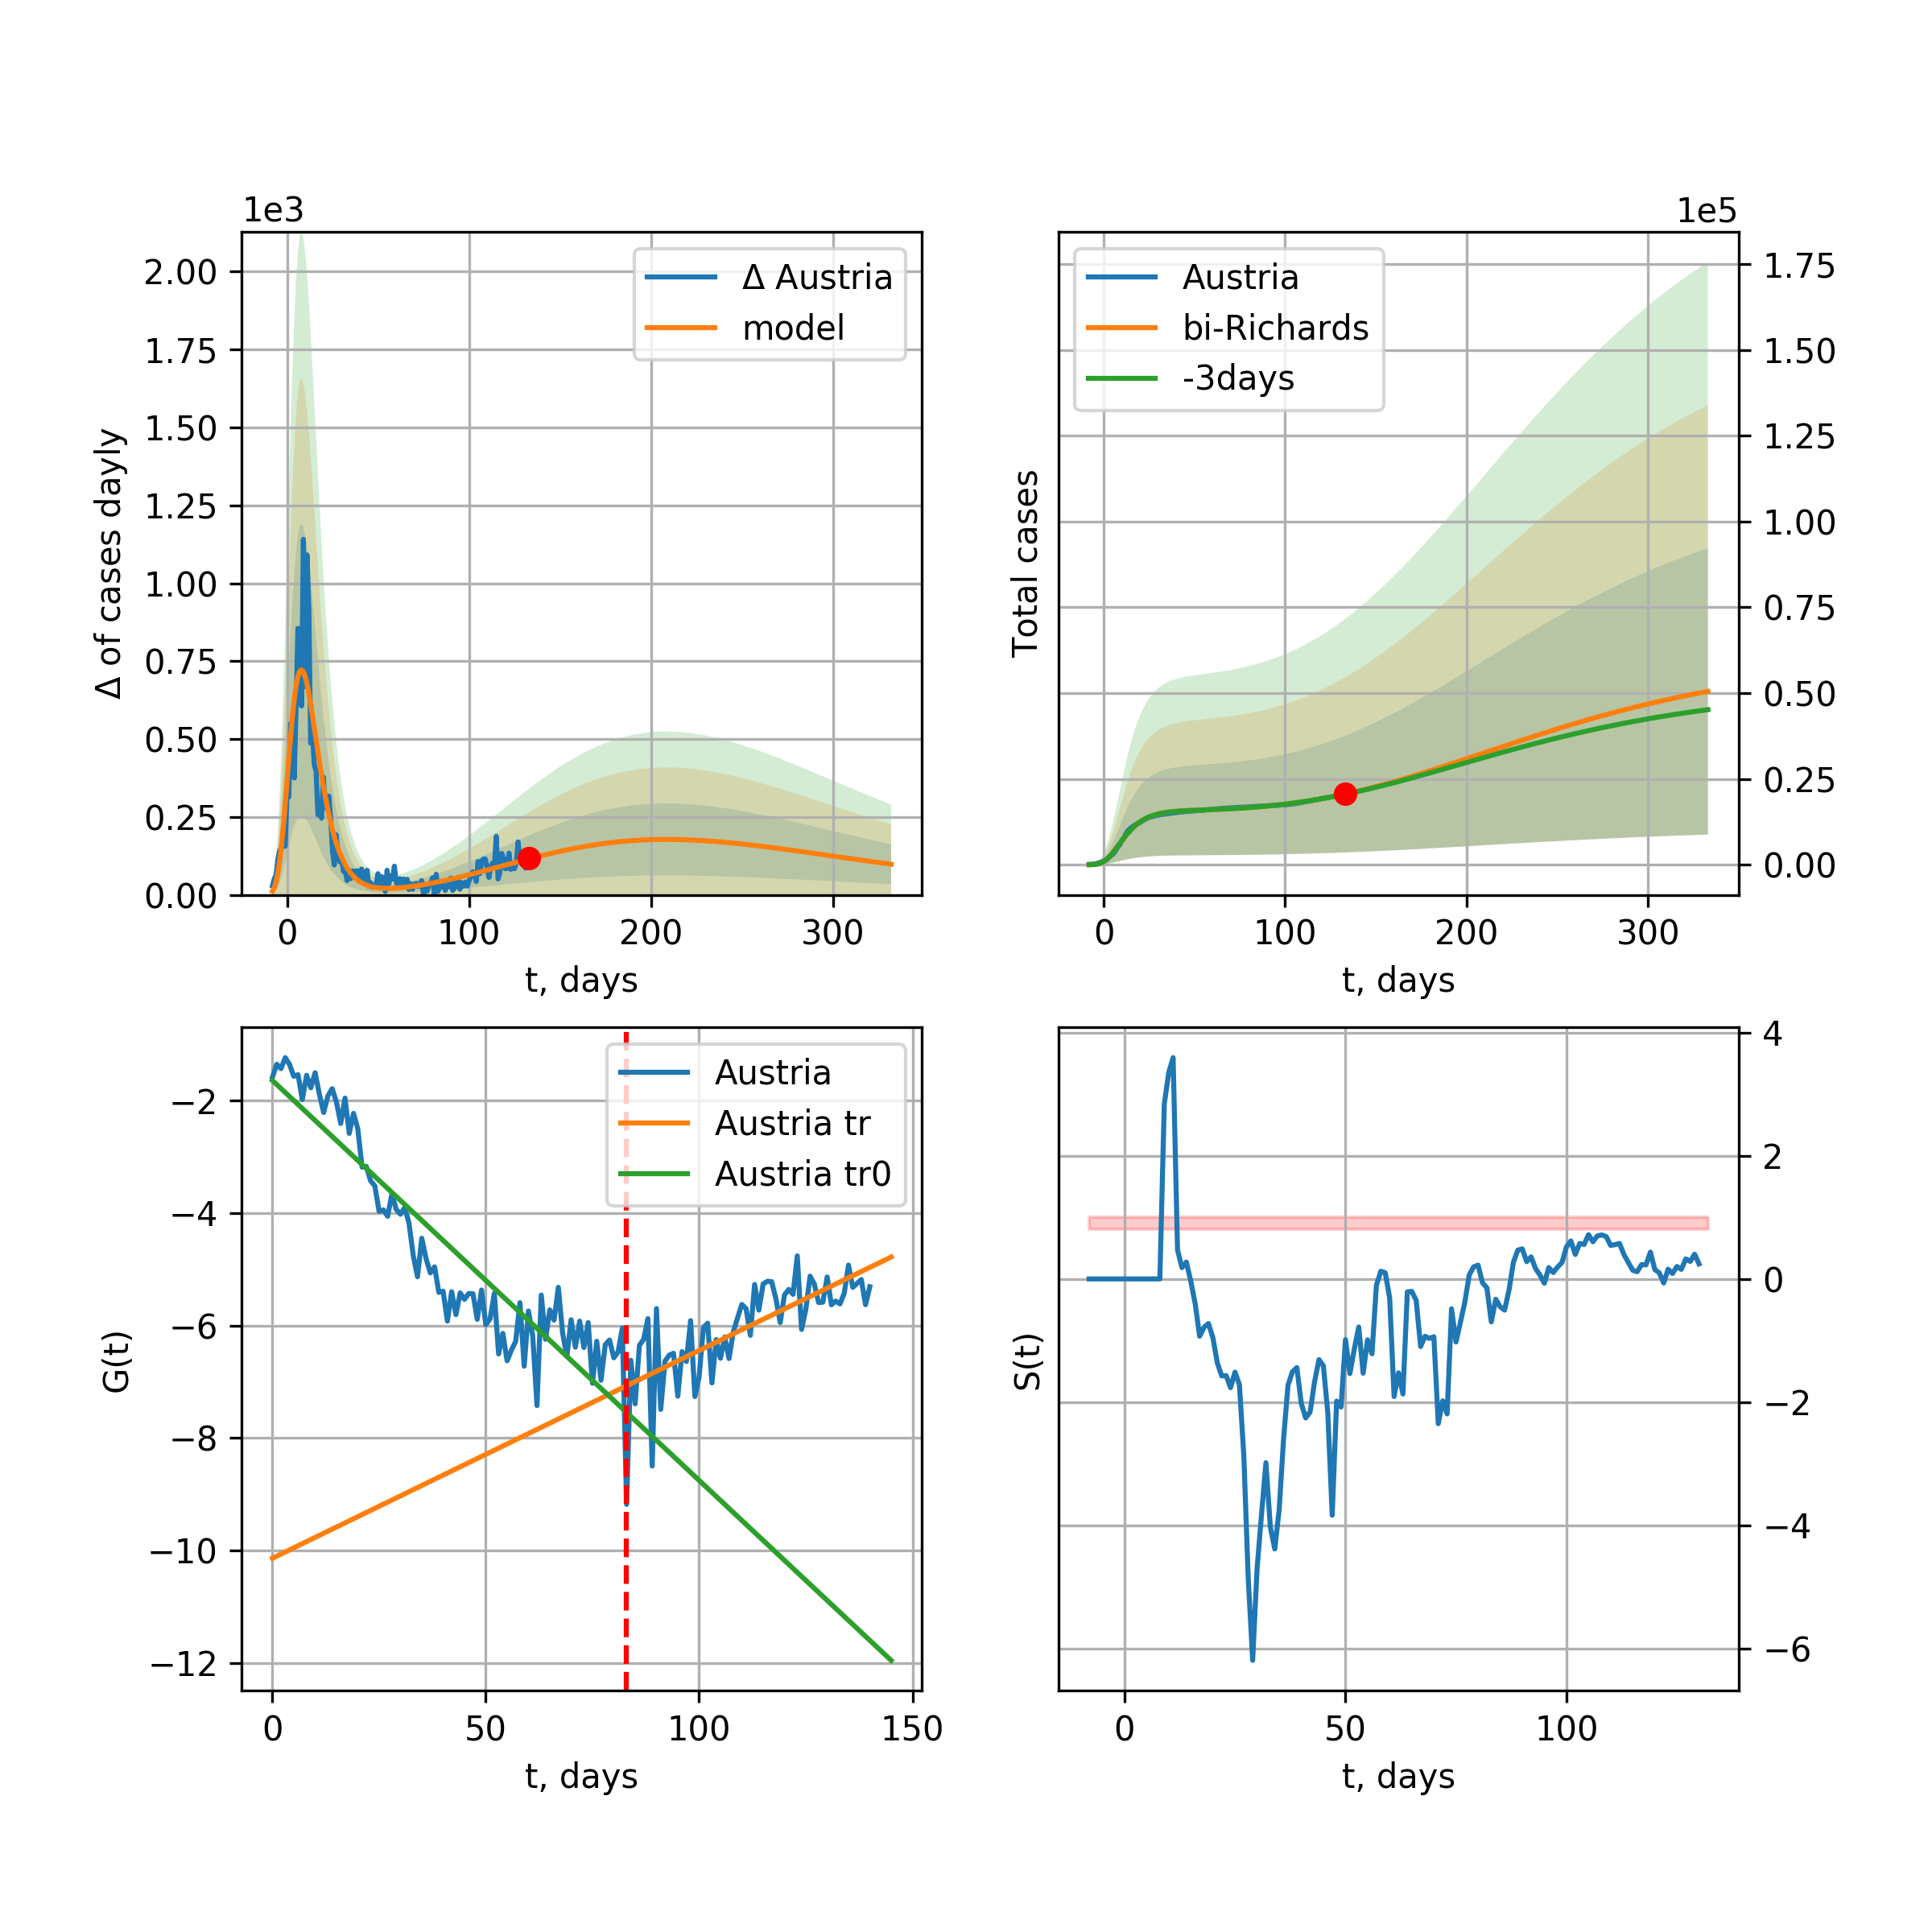 1e3
Δ of cases dayly
2.00
1.75
1.50
1.25
1.00
0.75
0.50
0.25
0.00
Δ Austria
model
0
100
200
300
t, days
1e5
Total cases
Austria
bi-Richards
-3days
1.75
1.50
1.25
1.00
0.75
0.50
0.25
0.00
0
100
200
300
t, days
G(t)
−2
−4
−6
−8
−10
−12
Austria
Austria tr
Austria tr0
0
50
100
150
t, days
S(t)
4
2
0
−2
−4
−6
0
50
100
t, days